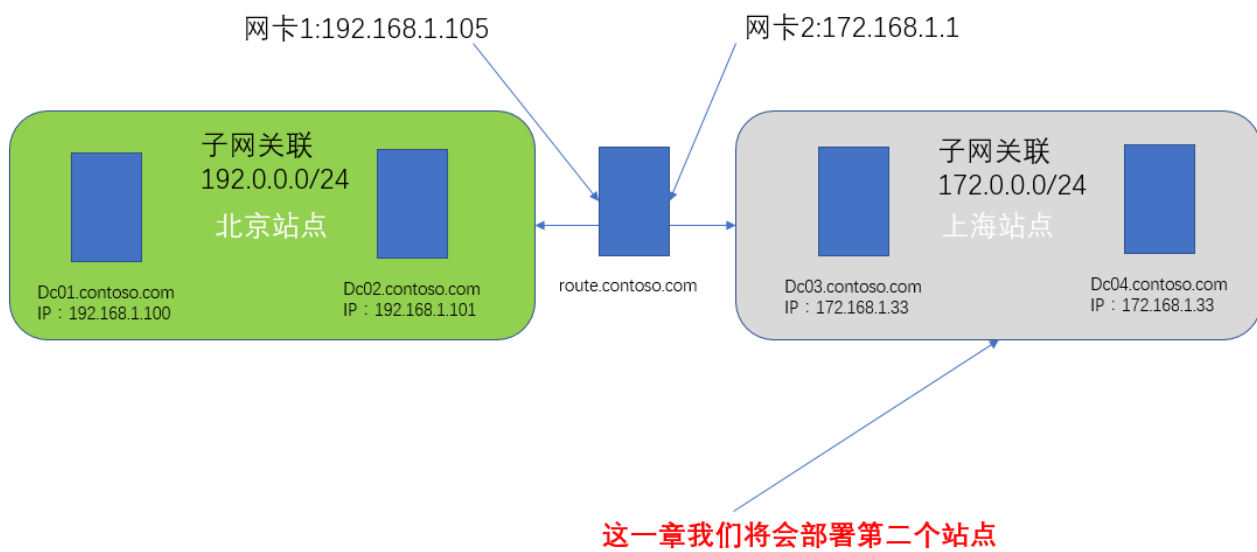 网卡1:192.168.1.105
网卡2:172.168.1.1
子网关联
192.0.0.0/24
北京站点
Dc01.contoso.com
IP：192.168.1.100
Dc02.contoso.com
IP：192.168.1.101
route.contoso.com
子网关联
172.0.0.0/24
上海站点
Dc03.contoso.com
IP：172.168.1.33
Dc04.contoso.com
IP：172.168.1.33
这一章我们将会部署第二个站点